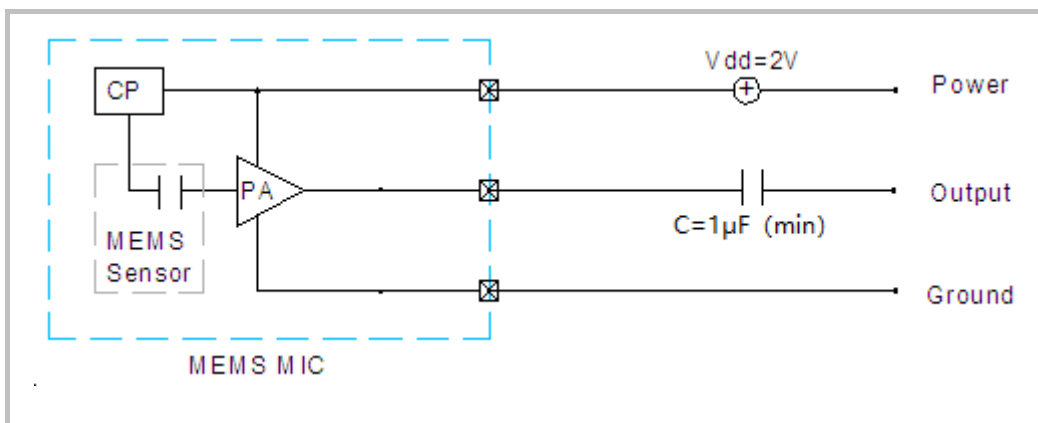 Vdd=2V
CP
Power
PA
Output
C=1μF (min)
MEMS
Sensor
Ground
MEMS MIC